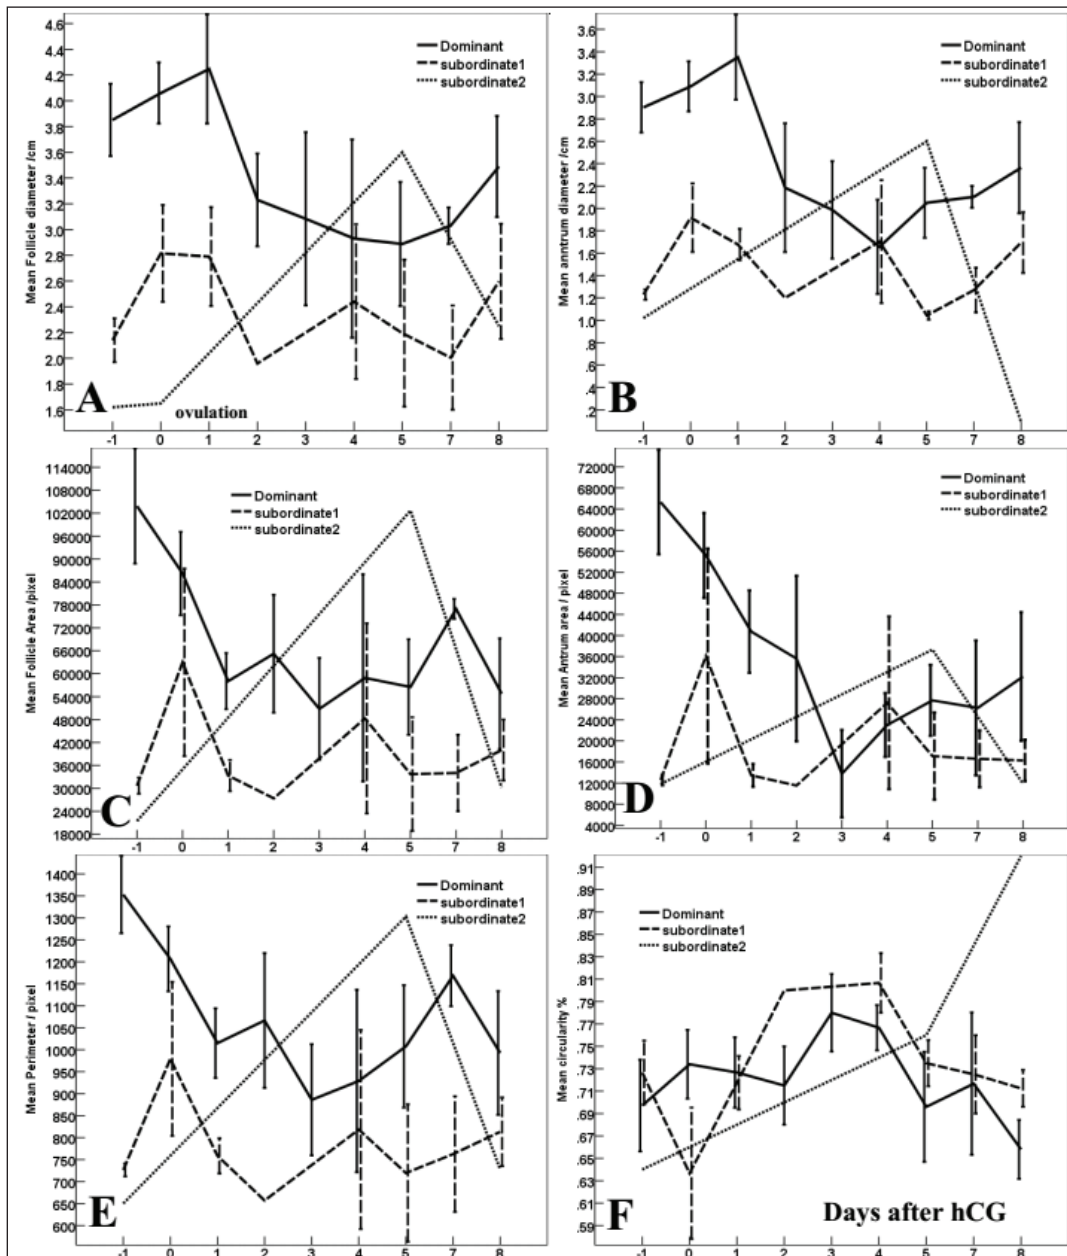 Mean Follicle diameter /cm
4.6
4.4
4.2
4.0
3.8
3.6
3.4
3.2
3.0
2.8
2.6
2.4
2.2
2.0
1.8
1.6
Dominant
subordinate1
subordinate2
A
ovulation
-1 0 1 2 3 4 5 7 8
Mean anntrum diameter /cm
3.6
3.4
3.2
3.0
2.8
2.6
2.4
2.2
2.0
1.8
1.6
1.4
1.2
1.0
.8
.6
.4
.2
Dominant
subordinate1
subordinate2
B
-1 0 1 2 3 4 5 7 8
Mean Follicle Area /pixel
114000
108000
102000
96000
90000
84000
78000
72000
66000
60000
54000
48000
42000
36000
30000
24000
18000
Dominant
subordinate1
subordinate2
C
-1 0 1 2 3 4 5 7 8
Mean Antrum area / pixel
72000
68000
64000
60000
56000
52000
48000
44000
40000
36000
32000
28000
24000
20000
16000
12000
8000
4000
Dominant
subordinate1
subordinate2
D
-1 0 1 2 3 4 5 7 8
Mean Perimeter / pixel
1400
1350
1300
1250
1200
1150
1100
1050
1000
950
900
850
800
750
700
650
600
Dominant
subordinate1
subordinate2
E
-1 0 1 2 3 4 5 7 8
Mean circularity %
.91
.89
.87
.85
.83
.81
.79
.77
.75
.73
.71
.69
.67
.65
.63
.61
.59
Dominant
subordinate1
subordinate2
F
Days after hCG
-1 0 1 2 3 4 5 7 8